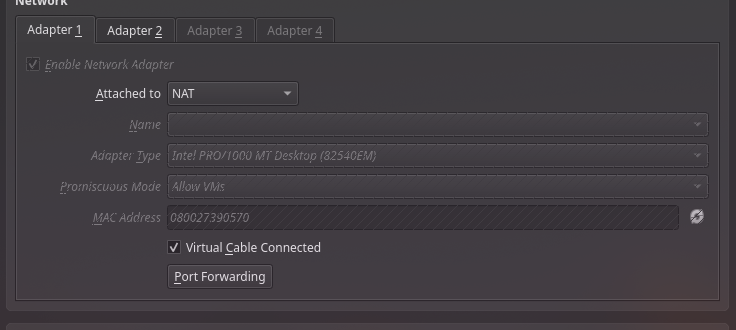 Network
Adapter 1 Adapter 2 Adapter 3 Adapter 4
Enable Network Adapter
Attached to NAT
Name
Adapter Type Intel PRO/1000 MT Desktop (82540EM)
Promiscuous Mode Allow VMs
MAC Address 080027390570
Virtual Cable Connected
Port Forwarding